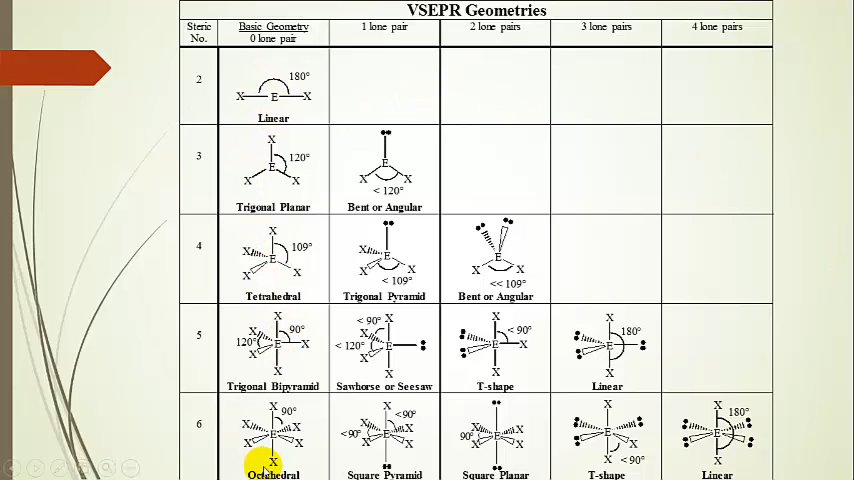 VSEPR Geometries
Steric No. Basic Geometry 0 lone pair 1 lone pair 2 lone pairs 3 lone pairs 4 lone pairs
2
X E X 180°
Linear
3
X E X X 120°
X E X < 120°
Trigonal Planar Bent or Angular
4
X X E X X 109°
X X E X < 109°
E X X << 109°
Tetrahedral Trigonal Pyramid Bent or Angular
5
X X X E X X 90° 120°
X X X E X < 90° < 120°
X E X X < 90°
X E X 180°
Trigonal Bipyramid Sawhorse or Seesaw T-shape Linear
6
X X X E X X X 90°
X X X E X X <90° <90°
X X E X X 90°
X E X X < 90°
X E X 180°
Octahedral Square Pyramid Square Planar T-shape Linear